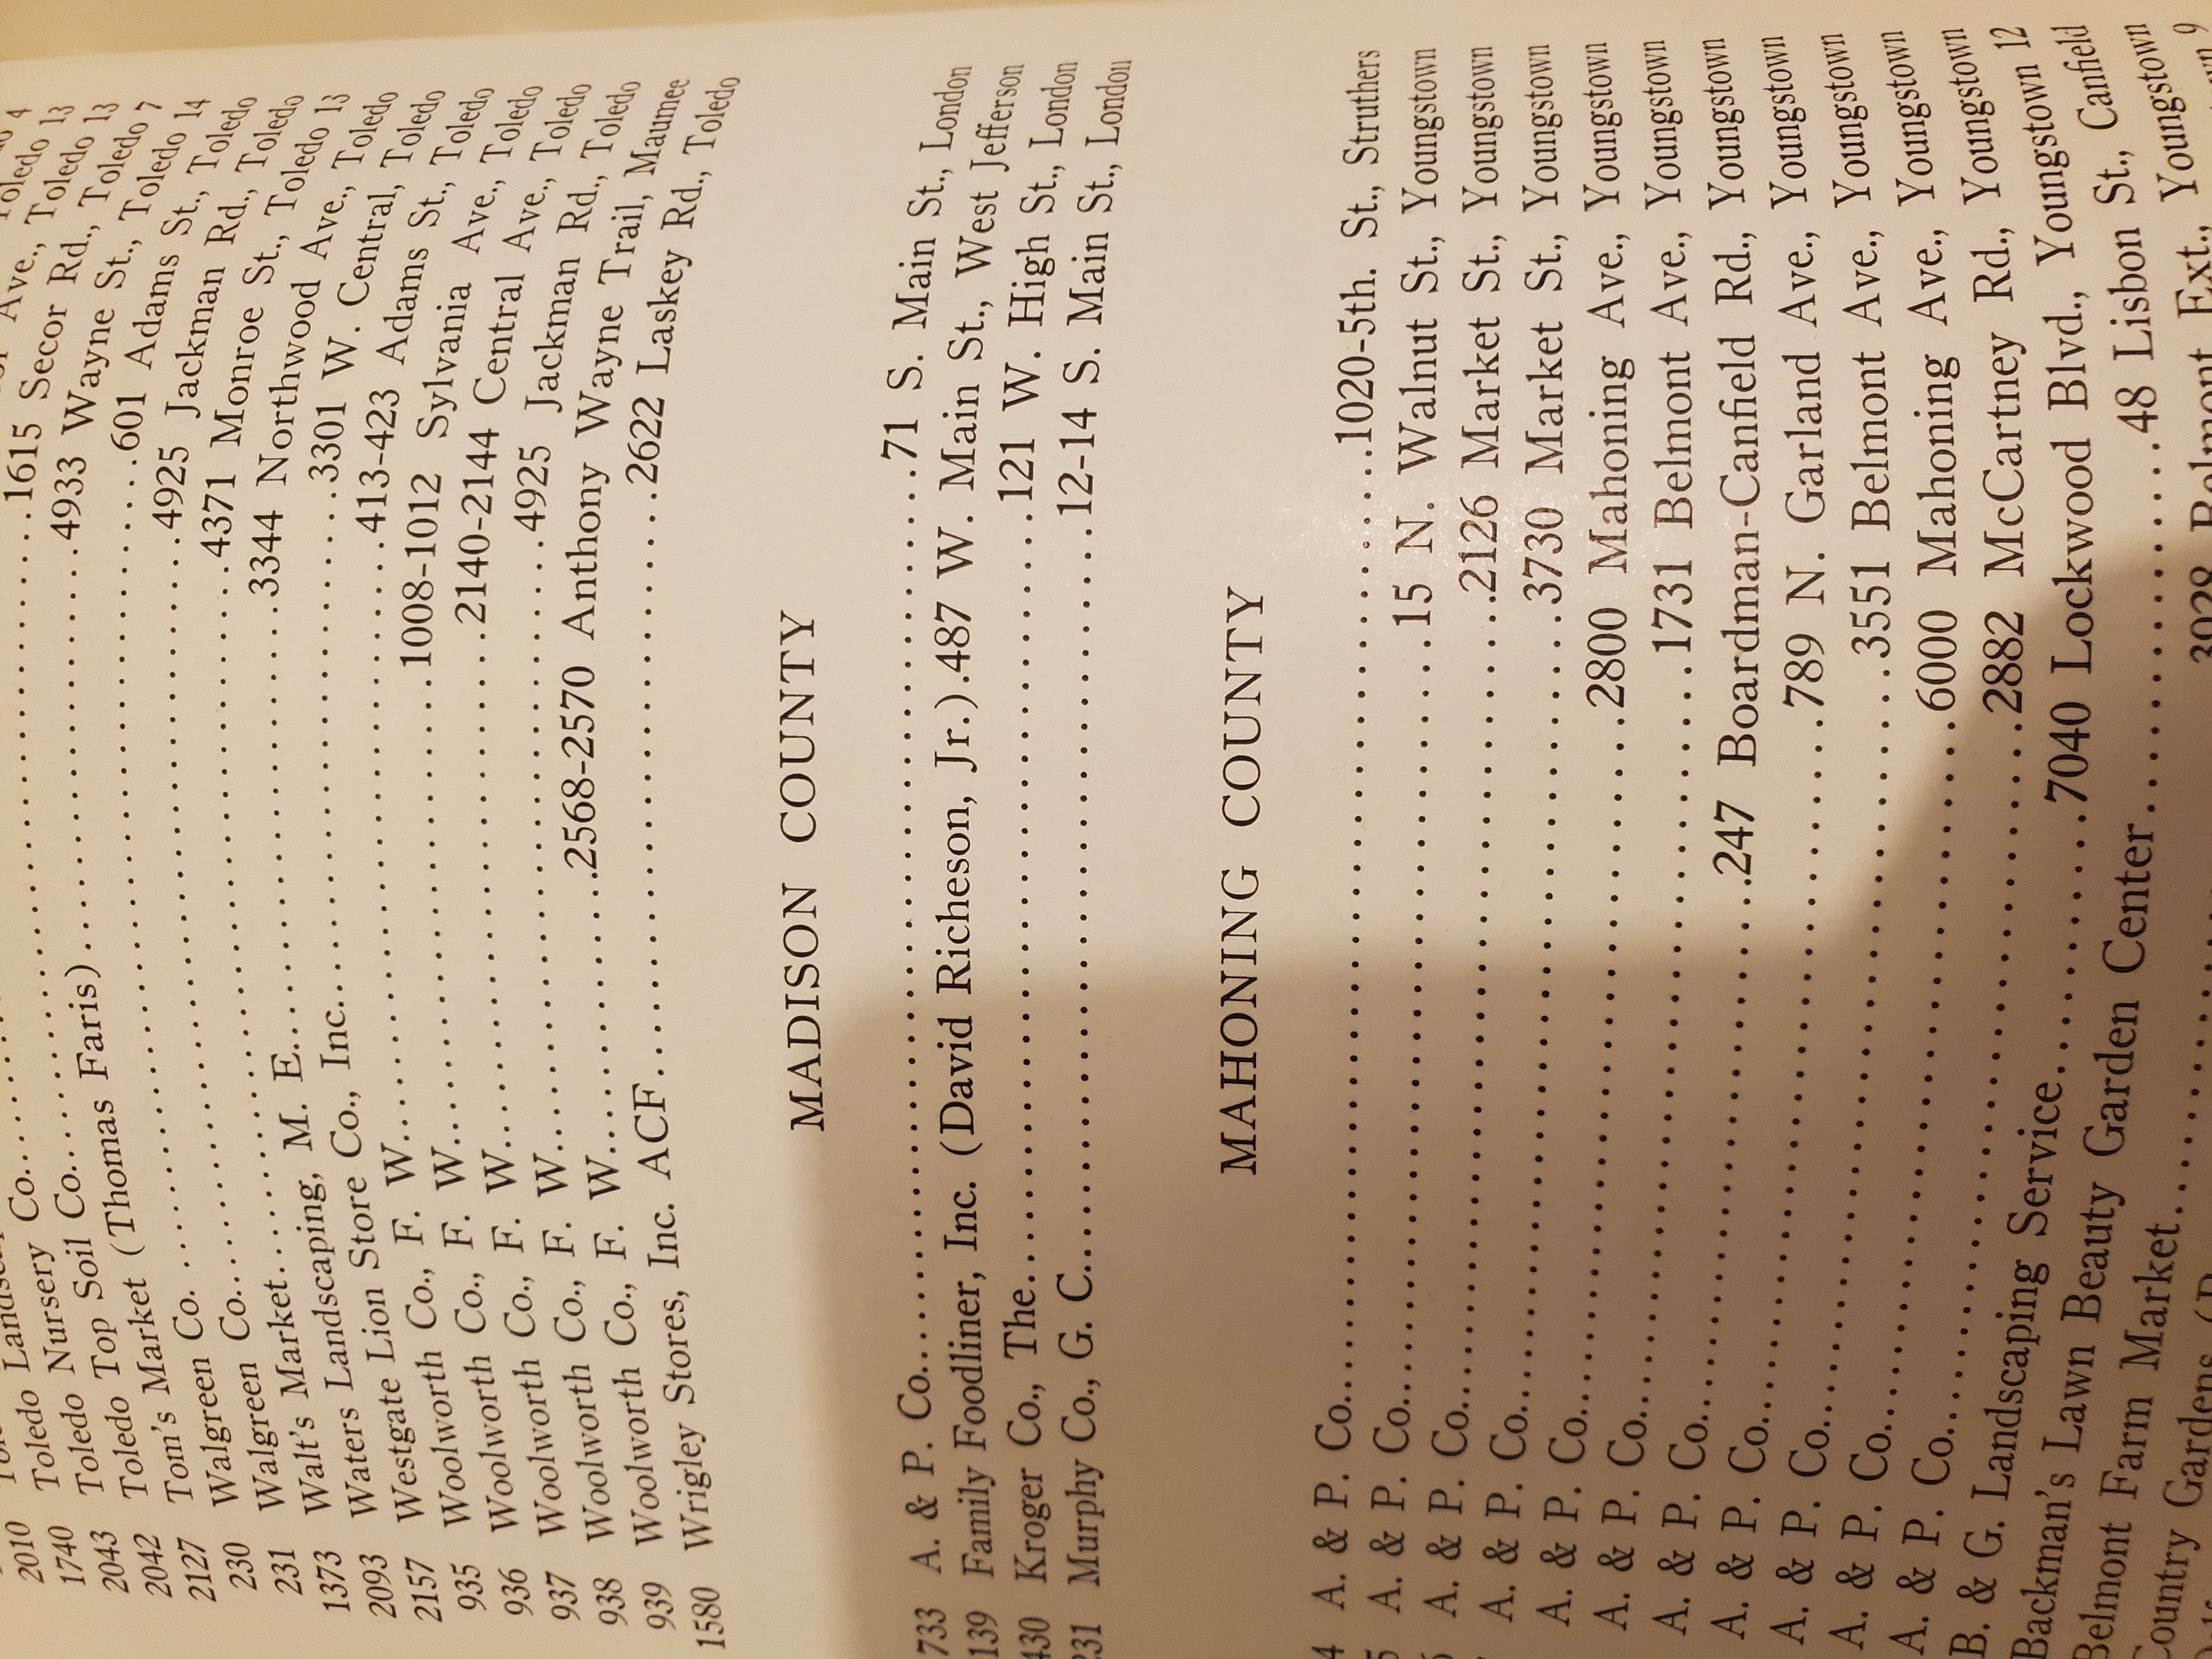 2010
1740 Toledo Landscap Co.
2043 Toledo Nursery Co. Ave., Toledo 13
2042 Toledo Top Soil Co. 1615 Secor Rd., Toledo 7
2127 Tom's Market (Thomas Faris) 4933 Wayne St., Toledo 14
230 Walgreen Co. 601 Adams St., Toledo
231 Walgreen Co. 4925 Jackman Rd., Toledo
1373 Walt's Market 4371 Monroe St., Toledo 13
2093 Waters Landscaping, M. E. 3344 Northwood Ave., Toledo
2157 Westgate Lion Store Co., Inc. 3301 W. Central, Toledo
935 Woolworth Co., F. W. 413-423 Adams St., Toledo
936 Woolworth Co., F. W. 1008-1012 Sylvania Ave., Toledo
937 Woolworth Co., F. W. 2140-2144 Central Ave., Toledo
938 Woolworth Co., F. W. 4925 Jackman Rd., Toledo
939 Woolworth Co., F. W. 2568-2570 Anthony Wayne Trail, Maumee
1580 Wrigley Stores, Inc. ACF 2622 Laskey Rd., Toledo
MADISON COUNTY
733 A. & P. Co. 71 S. Main St., London
139 Family Foodliner, Inc. (David Richeson, Jr.) 487 W. Main St., West Jefferson
430 Kroger Co., The 121 W. High St., London
231 Murphy Co., G. C. 12-14 S. Main St., London
MAHONING COUNTY
4 A. & P. Co. 1020-5th. St., Struthers
5 A. & P. Co. 15 N. Walnut St., Youngstown
A. & P. Co. 2126 Market St., Youngstown
A. & P. Co. 3730 Market St., Youngstown
A. & P. Co. 2800 Mahoning Ave., Youngstown
A. & P. Co. 1731 Belmont Ave., Youngstown
A. & P. Co. 247 Boardman-Canfield Rd., Youngstown
A. & P. Co. 789 N. Garland Ave., Youngstown
A. & P. Co. 3551 Belmont Ave., Youngstown
A. & P. Co. 6000 Mahoning Ave., Youngstown
A. & P. Co. 2882 McCartney Rd., Youngstown
B. & G. Landscaping Service 7040 Lockwood Blvd., Youngstown 12
Backman's Lawn Beauty Garden Center 48 Lisbon St., Canfield
Belmont Farm Market 3928 Belmont Ext., Youngstown
Country Gardens